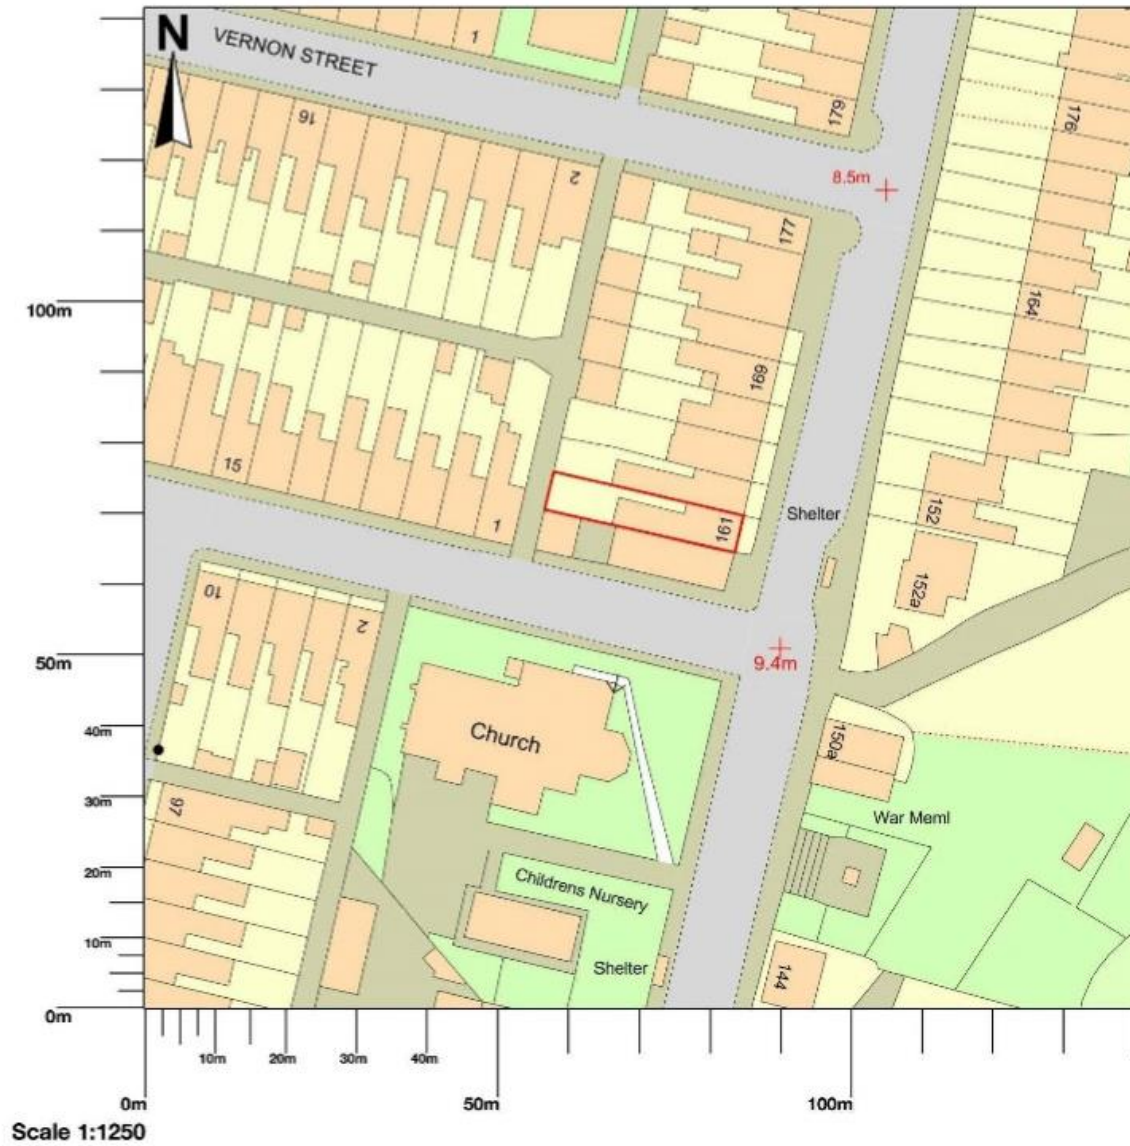 N
VERNON STREET
1
179
176
16
8.5m
2
177
100m
164
169
15
1
161
Shelter
152
152a
10
2
50m
9.4m
40m
Church
150a
97
30m
War Meml
20m
Childrens Nursery
10m
Shelter
144
0m
10m
20m
30m
40m
0m
50m
100m
Scale 1:1250